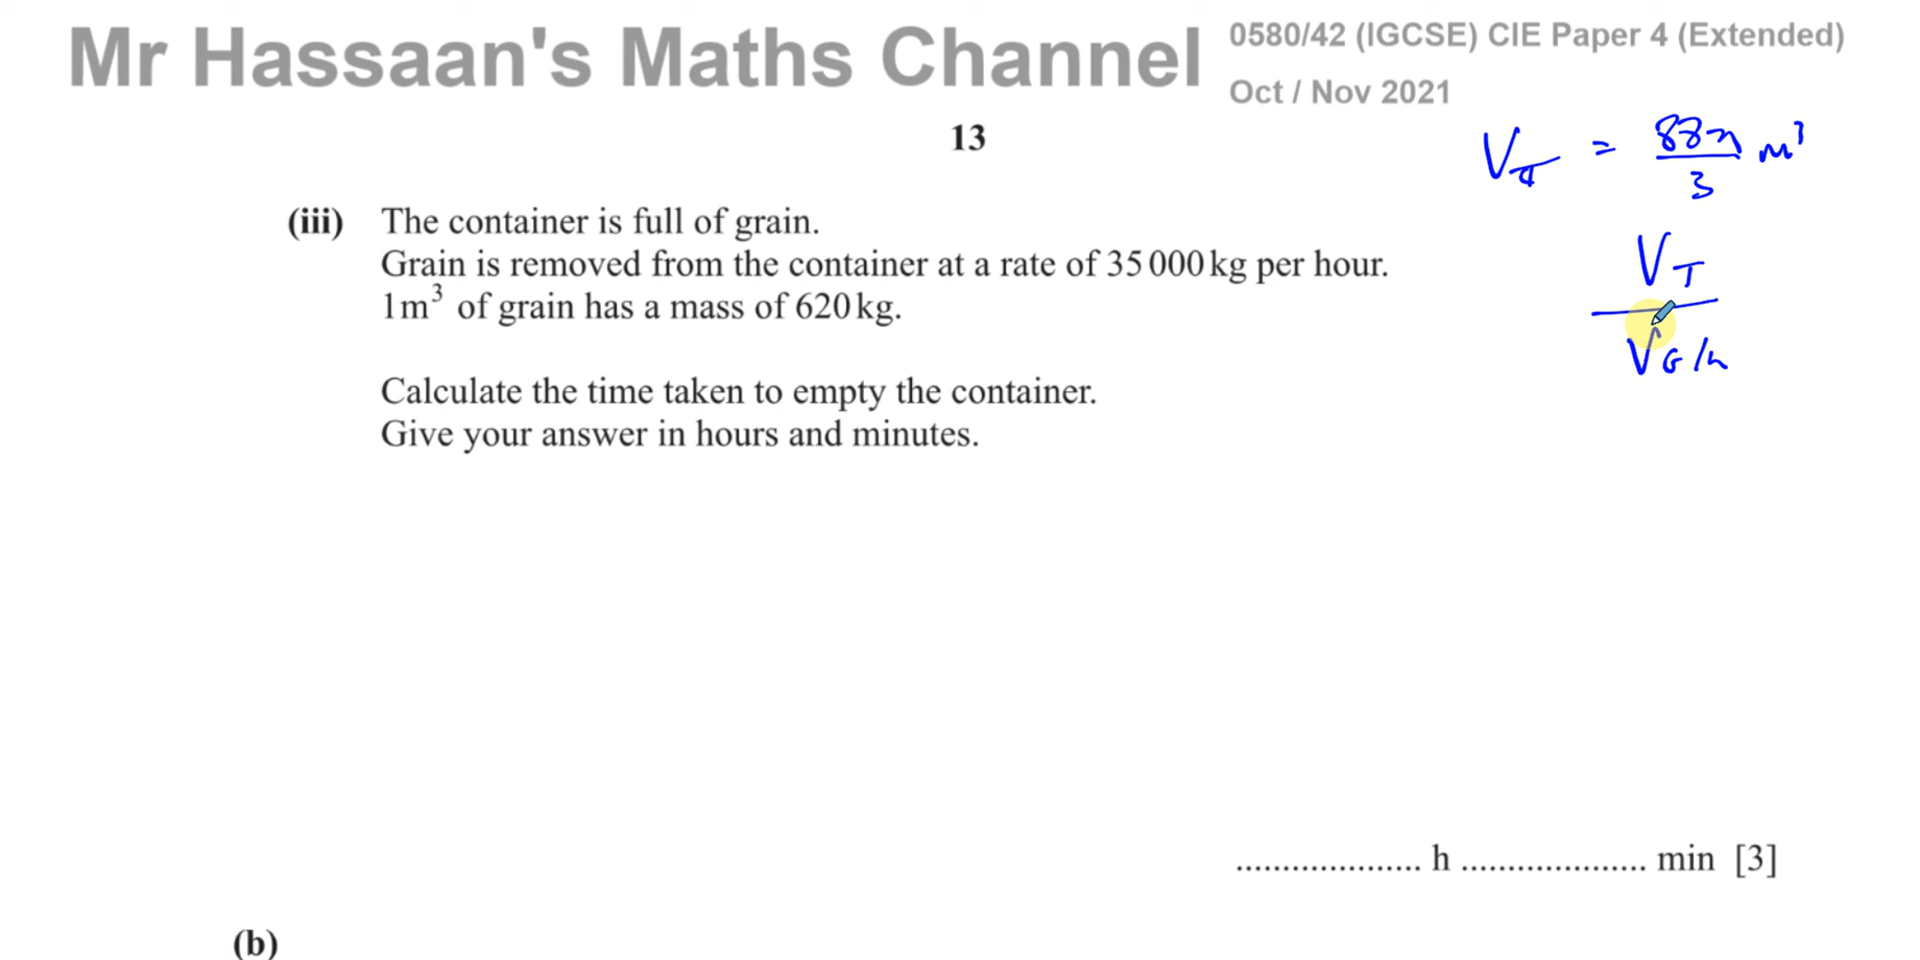 Mr Hassaan's Maths Channel
0580/42 (IGCSE) CIE Paper 4 (Extended)
Oct / Nov 2021
13
V_T = 88π/3 m³
(iii) The container is full of grain.
Grain is removed from the container at a rate of 35 000 kg per hour.
1 m³ of grain has a mass of 620 kg.
V_T
V_G/h
Calculate the time taken to empty the container.
Give your answer in hours and minutes.
.................... h .................... min [3]
(b)